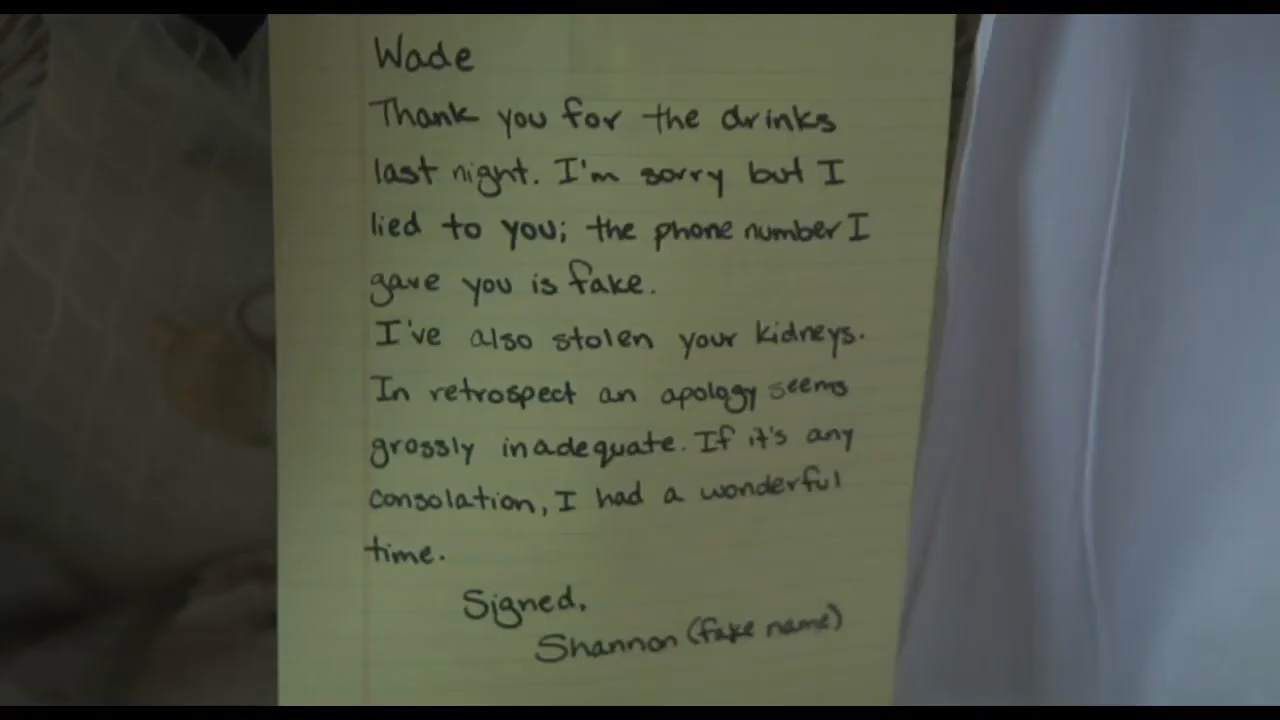 Wade
Thank you for the drinks
last night. I'm sorry but I
lied to you; the phone number I
gave you is fake.
I've also stolen your kidneys.
In retrospect an apology seems
grossly inadequate. If it's any
consolation, I had a wonderful
time.
Signed,
Shannon (fake name)